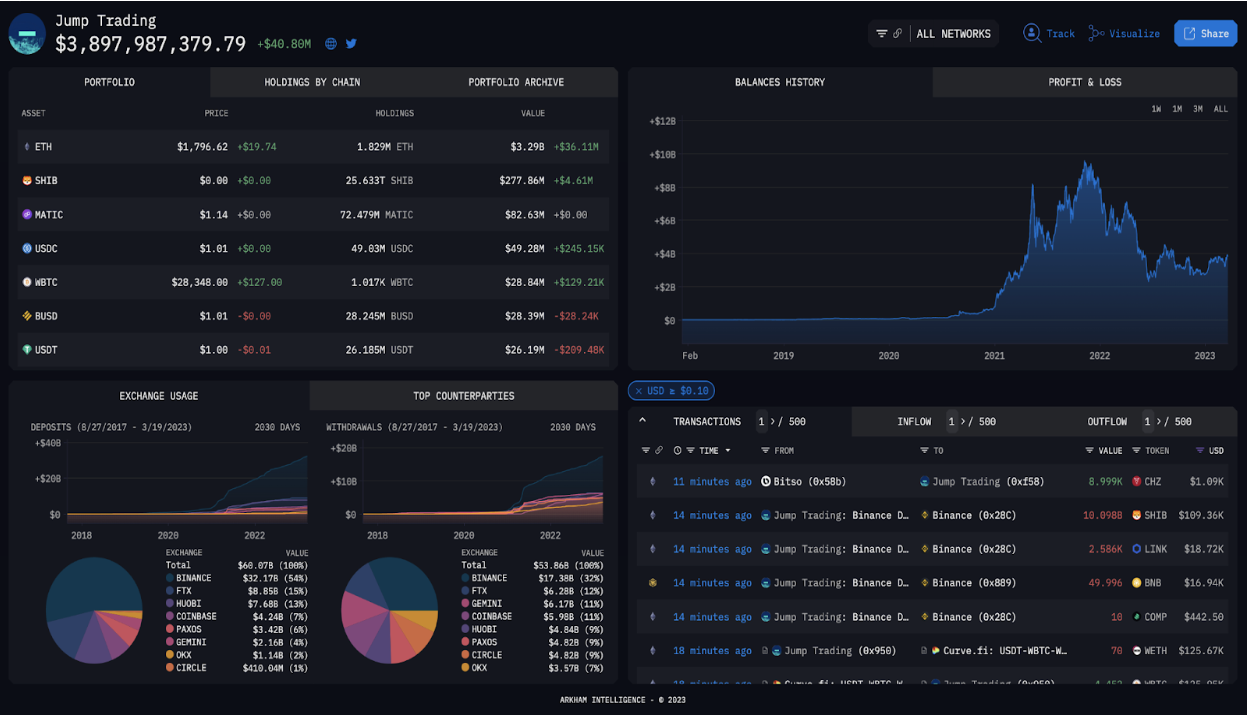 Jump Trading
$3,897,987,379.79 +$40.80M
ALL NETWORKS
Track
Visualize
Share
PORTFOLIO HOLDINGS BY CHAIN PORTFOLIO ARCHIVE
ASSET PRICE HOLDINGS VALUE
ETH $1,796.62 +$19.74 1.829M ETH $3.29B +$36.11M
SHIB $0.00 +$0.00 25.633T SHIB $277.86M +$4.61M
MATIC $1.14 +$0.00 72.479M MATIC $82.63M +$0.00
USDC $1.01 +$0.00 49.03M USDC $49.28M +$245.15K
WBTC $28,348.00 +$127.00 1.017K WBTC $28.84M +$129.21K
BUSD $1.01 -$0.00 28.245M BUSD $28.39M -$28.24K
USDT $1.00 -$0.01 26.185M USDT $26.19M -$209.48K
BALANCES HISTORY PROFIT & LOSS
1W 1M 3M ALL
+$12B
+$10B
+$8B
+$6B
+$4B
+$2B
$0
Feb 2019 2020 2021 2022 2023
EXCHANGE USAGE TOP COUNTERPARTIES
DEPOSITS (8/27/2017 - 3/19/2023) 2030 DAYS
+$40B
+$20B
$0
2018 2020 2022
EXCHANGE VALUE
Total $60.07B (100%)
BINANCE $32.17B (54%)
FTX $8.85B (15%)
HUOBI $7.68B (13%)
COINBASE $4.24B (7%)
PAXOS $3.42B (6%)
GEMINI $2.16B (4%)
OKX $1.14B (2%)
CIRCLE $410.04M (1%)
WITHDRAWALS (8/27/2017 - 3/19/2023) 2030 DAYS
+$20B
+$10B
$0
2018 2020 2022
EXCHANGE VALUE
Total $53.86B (100%)
BINANCE $17.38B (32%)
FTX $6.28B (12%)
GEMINI $6.17B (11%)
COINBASE $5.98B (11%)
HUOBI $4.84B (9%)
PAXOS $4.82B (9%)
CIRCLE $4.82B (9%)
OKX $3.57B (7%)
× USD ≥ $0.10
TRANSACTIONS 1 > / 500 INFLOW 1 > / 500 OUTFLOW 1 > / 500
TIME FROM TO VALUE TOKEN USD
11 minutes ago Bitso (0x58b) Jump Trading (0xf58) 8.999K CHZ $1.09K
14 minutes ago Jump Trading: Binance D… Binance (0x28C) 10.098B SHIB $109.36K
14 minutes ago Jump Trading: Binance D… Binance (0x28C) 2.586K LINK $18.72K
14 minutes ago Jump Trading: Binance D… Binance (0x889) 49.996 BNB $16.94K
14 minutes ago Jump Trading: Binance D… Binance (0x28C) 10 COMP $442.50
18 minutes ago Jump Trading (0x950) Curve.fi: USDT-WBTC-W… 70 WETH $125.67K
18 minutes ago Curve.fi: USDT-WBTC-W… Jump Trading (0x950) WBTC
ARKHAM INTELLIGENCE - © 2023